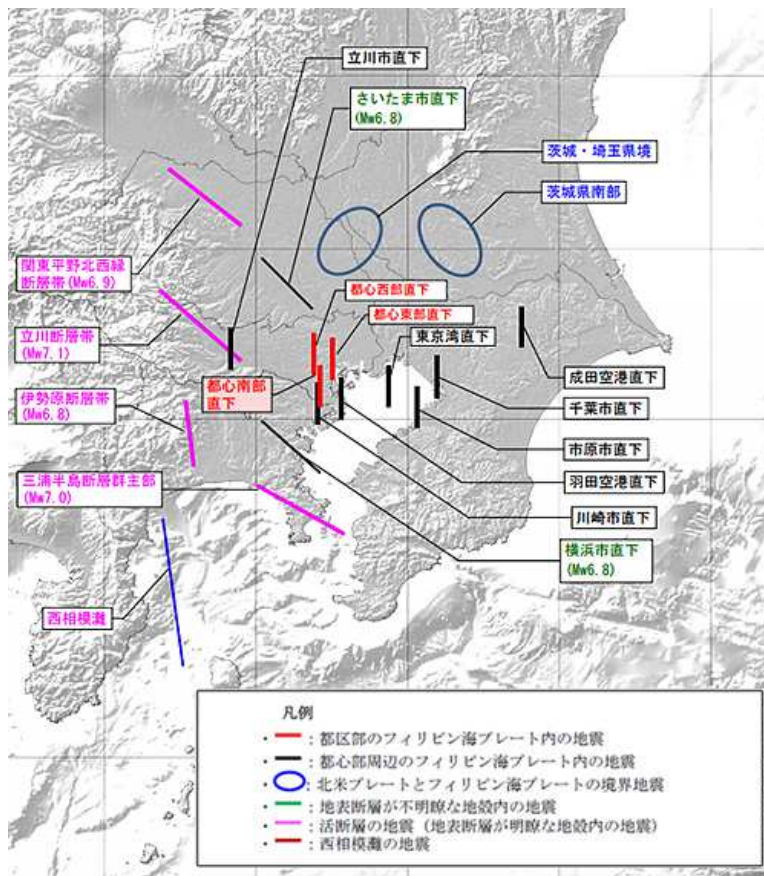 立川市直下
さいたま市直下
(Mw6.8)
茨城・埼玉県境
茨城県南部
関東平野北西縁
断層帯(Mw6.9)
都心西部直下
都心東部直下
東京湾直下
立川断層帯
(Mw7.1)
成田空港直下
都心南部
直下
伊勢原断層帯
(Mw6.8)
千葉市直下
市原市直下
三浦半島断層群主部
(Mw7.0)
羽田空港直下
川崎市直下
横浜市直下
(Mw6.8)
西相模灘
凡例
・ : 都区部のフィリピン海プレート内の地震
・ : 都心部周辺のフィリピン海プレート内の地震
・ : 北米プレートとフィリピン海プレートの境界地震
・ : 地表断層が不明瞭な地殻内の地震
・ : 活断層の地震（地表断層が明瞭な地殻内の地震）
・ : 西相模灘の地震